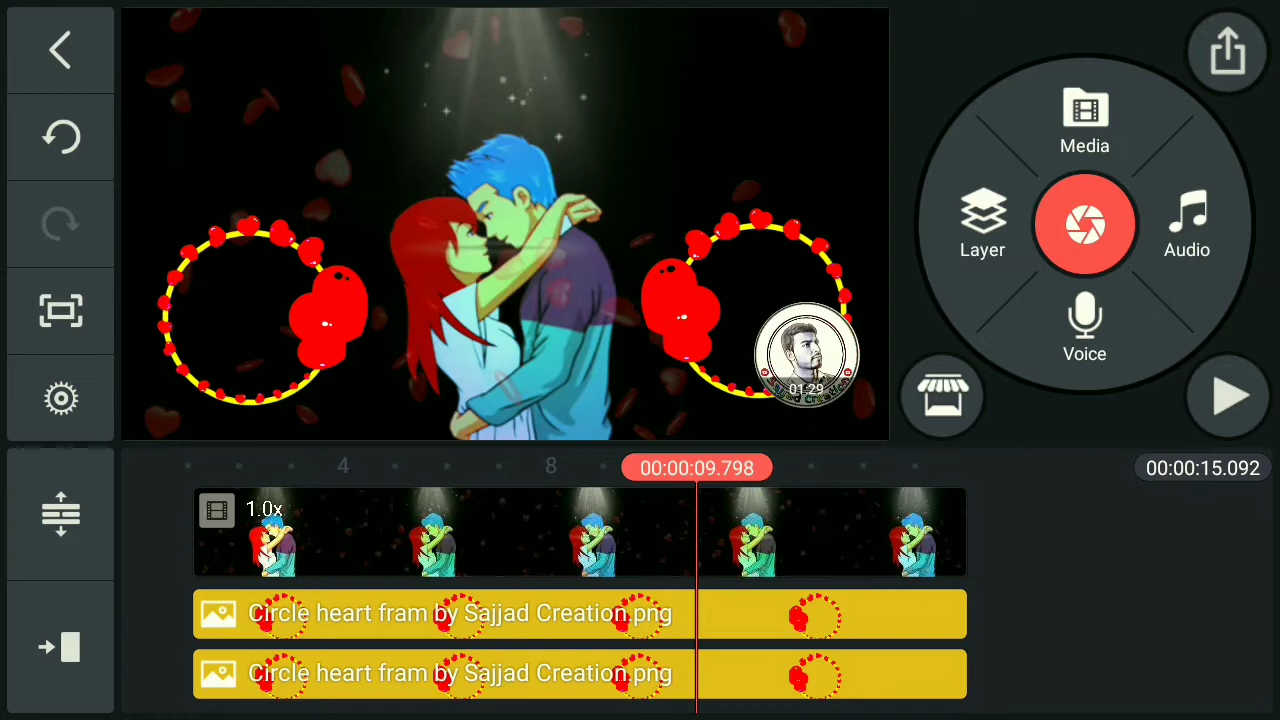 Media
Layer
Audio
Voice
01:29
4
8
00:00:09.798
00:00:15.092
1.0x
Circle heart fram by Sajjad Creation.png
Circle heart fram by Sajjad Creation.png